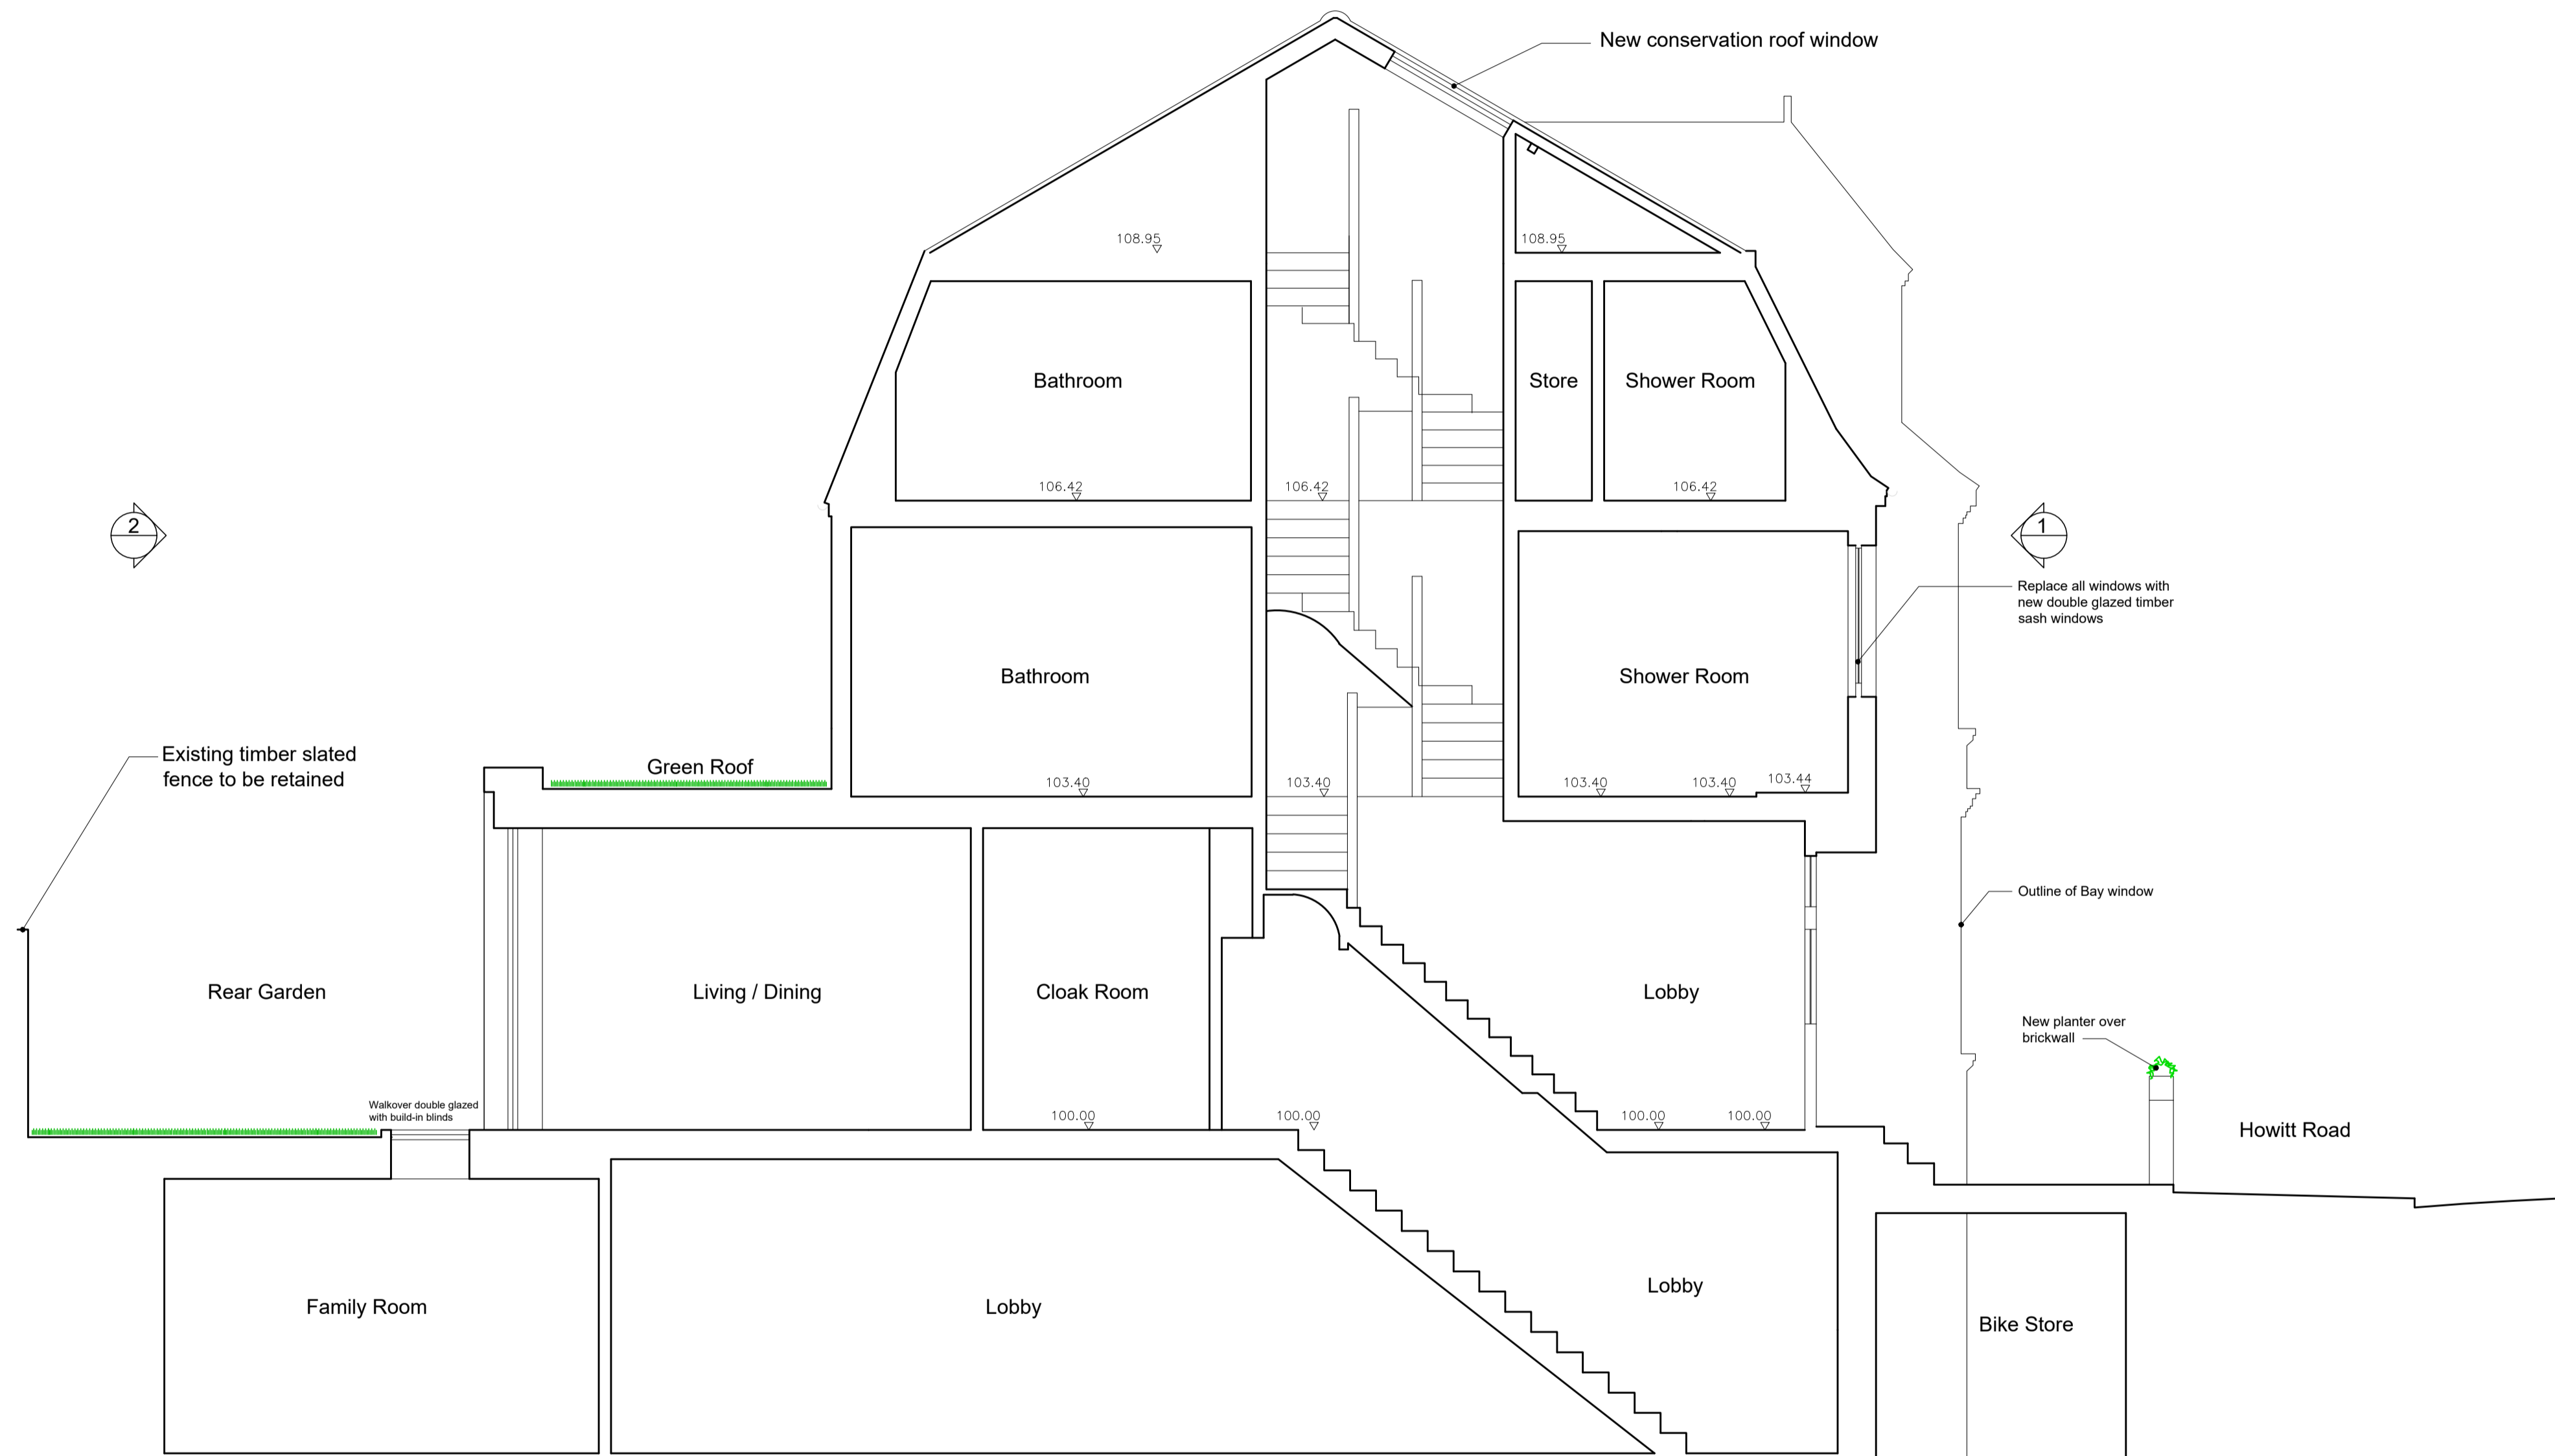 New conservation roof window
108.95
108.95
Bathroom
Store
Shower Room
106.42
106.42
106.42
2
1
Replace all windows with
new double glazed timber
sash windows
Bathroom
Shower Room
Existing timber slated
fence to be retained
Green Roof
103.40
103.40
103.40
103.40
103.44
Outline of Bay window
Rear Garden
Living / Dining
Cloak Room
Lobby
New planter over
brickwall
Walkover double glazed
with build-in blinds
100.00
100.00
100.00
100.00
Howitt Road
Family Room
Lobby
Lobby
Bike Store